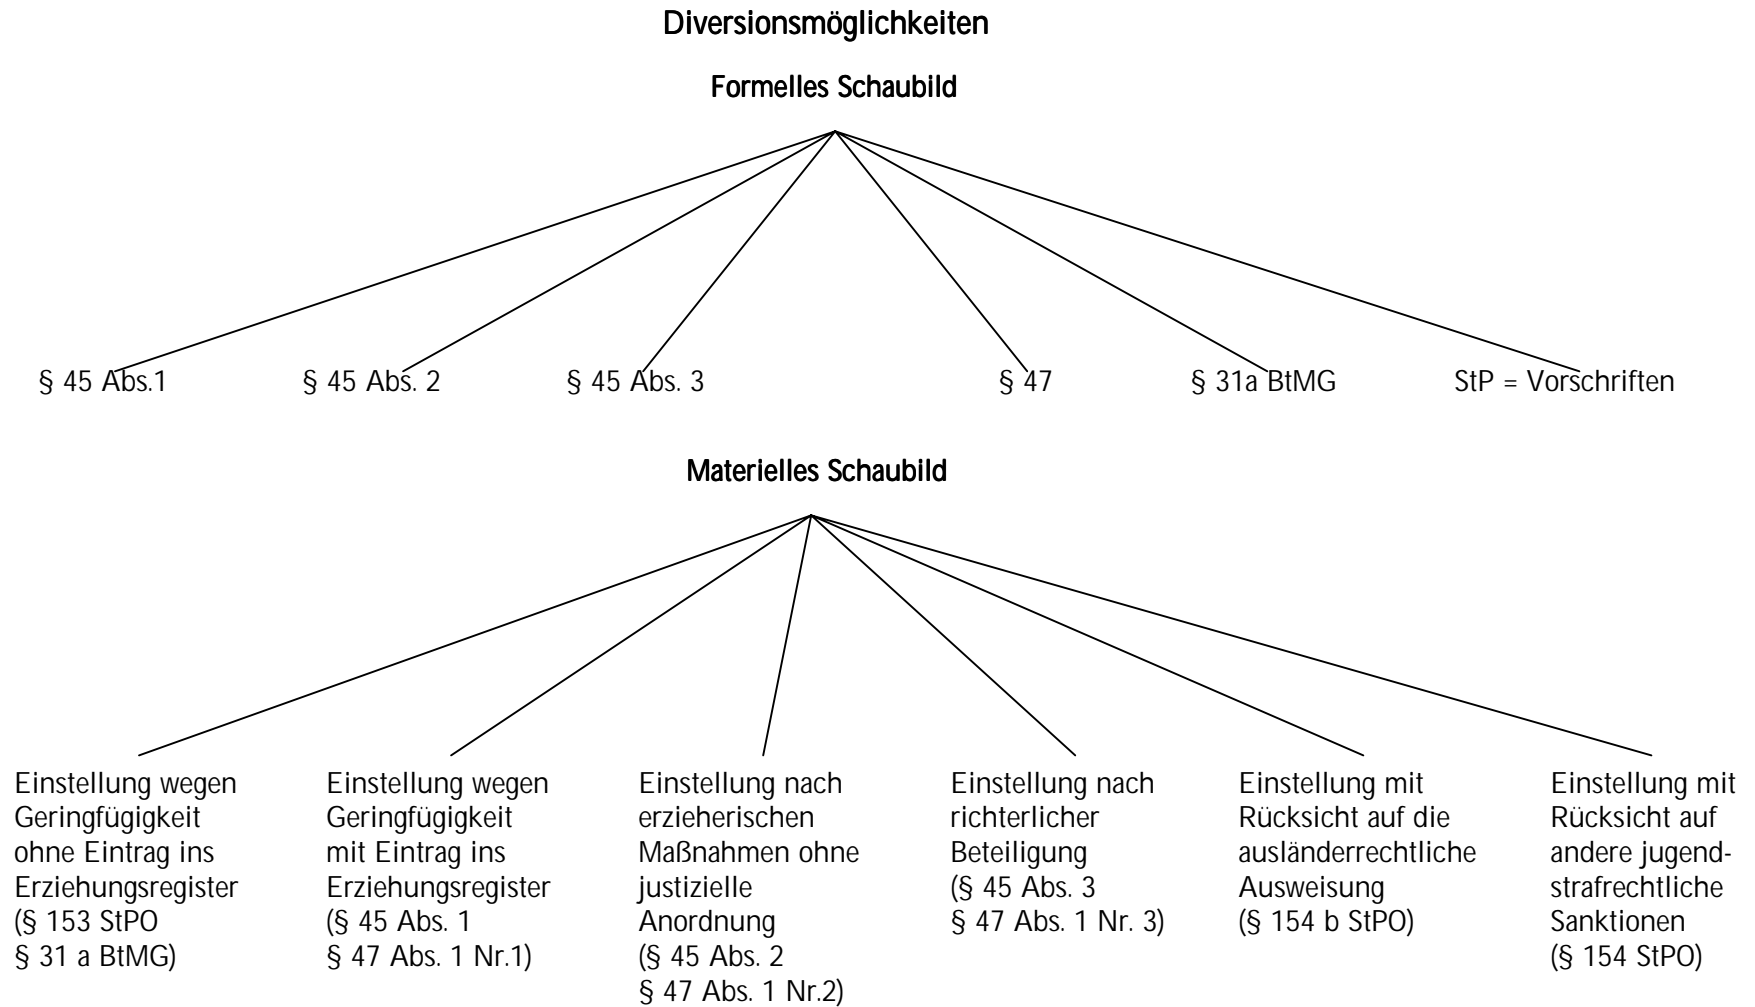 Diversionsmöglichkeiten
Formelles Schaubild
§ 45 Abs.1
§ 45 Abs. 2
§ 45 Abs. 3
§ 47
§ 31a BtMG
StP = Vorschriften
Materielles Schaubild
Einstellung wegen
Geringfügigkeit
ohne Eintrag ins
Erziehungsregister
(§ 153 StPO
§ 31 a BtMG)
Einstellung wegen
Geringfügigkeit
mit Eintrag ins
Erziehungsregister
(§ 45 Abs. 1
§ 47 Abs. 1 Nr.1)
Einstellung nach
erzieherischen
Maßnahmen ohne
justizielle
Anordnung
(§ 45 Abs. 2
§ 47 Abs. 1 Nr.2)
Einstellung nach
richterlicher
Beteiligung
(§ 45 Abs. 3
§ 47 Abs. 1 Nr. 3)
Einstellung mit
Rücksicht auf die
ausländerrechtliche
Ausweisung
(§ 154 b StPO)
Einstellung mit
Rücksicht auf
andere jugend-
strafrechtliche
Sanktionen
(§ 154 StPO)